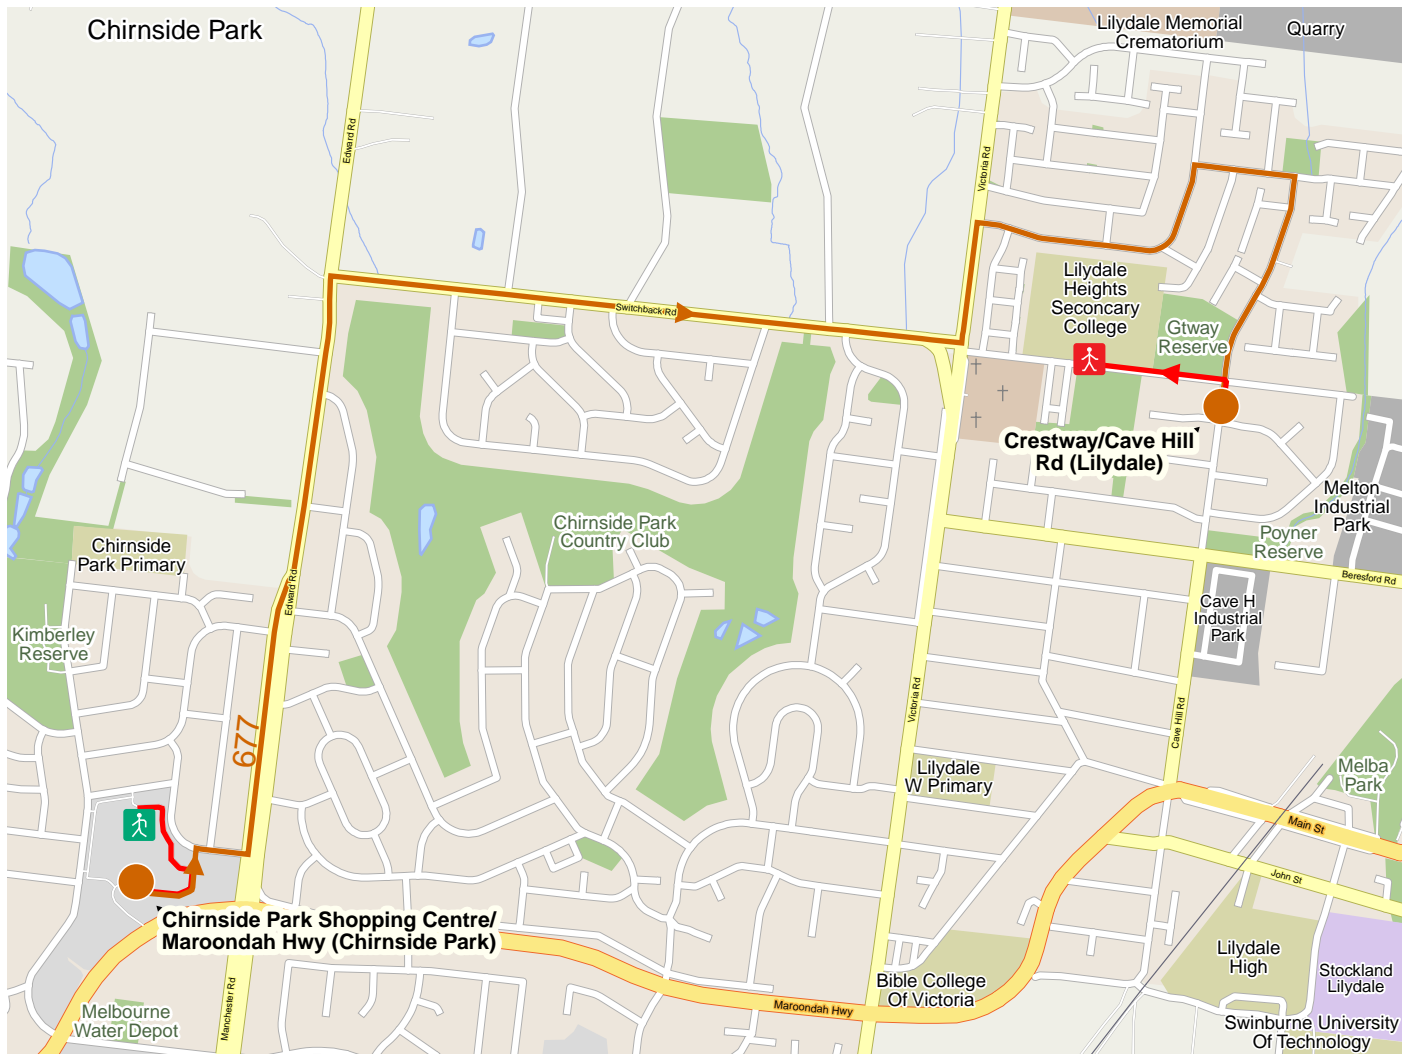 Chirnside Park
Lilydale Memorial
Crematorium
Quarry
Edward Rd
Victoria Rd
Lilydale
Heights
Seconcary
College
Switchback Rd
Gtway
Reserve
Crestway/Cave Hill
Rd (Lilydale)
Melton
Industrial
Park
Chirnside Park
Country Club
Poyner
Reserve
Chirnside
Park Primary
Edward Rd
Beresford Rd
Cave H
Industrial
Park
Kimberley
Reserve
677
Victoria Rd
Cave Hill Rd
Lilydale
W Primary
Melba
Park
Main St
John St
Chirnside Park Shopping Centre/
Maroondah Hwy (Chirnside Park)
Lilydale
High
Stockland
Lilydale
Bible College
Of Victoria
Manchester Rd
Maroondah Hwy
Melbourne
Water Depot
Swinburne University
Of Technology